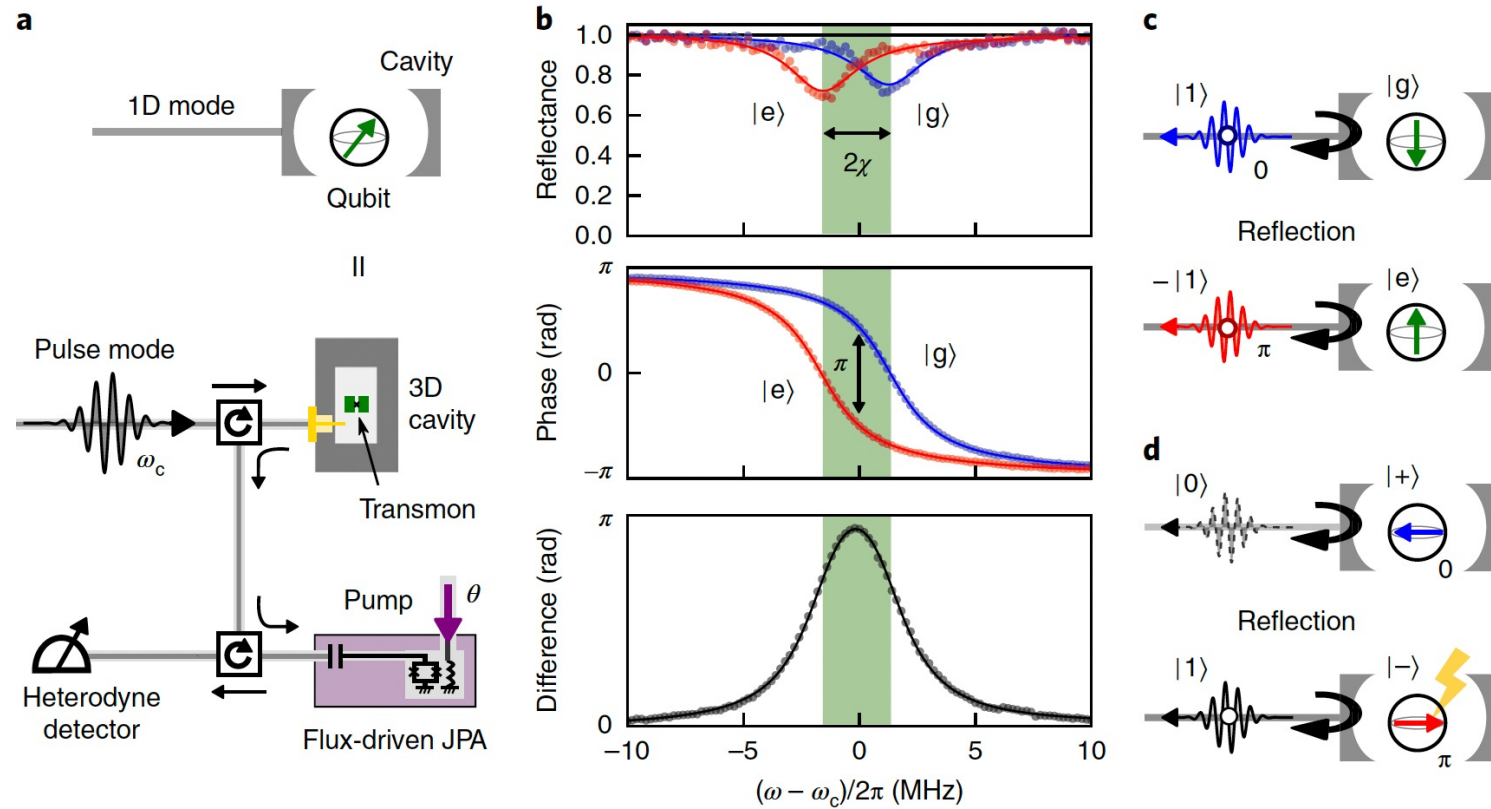 a
1D mode
Cavity
Qubit
=
Pulse mode
ω_c
3D
cavity
Transmon
Pump
θ
Heterodyne
detector
Flux-driven JPA
b
Reflectance
1.0
0.8
0.6
0.4
0.2
0.0
|e⟩
|g⟩
2χ
Phase (rad)
π
0
−π
|e⟩
π
|g⟩
Difference (rad)
π
0
−10
−5
0
5
10
(ω − ω_c)/2π (MHz)
c
|1⟩
0
|g⟩
Reflection
−|1⟩
π
|e⟩
d
|0⟩
|+⟩
0
Reflection
|1⟩
|−⟩
π